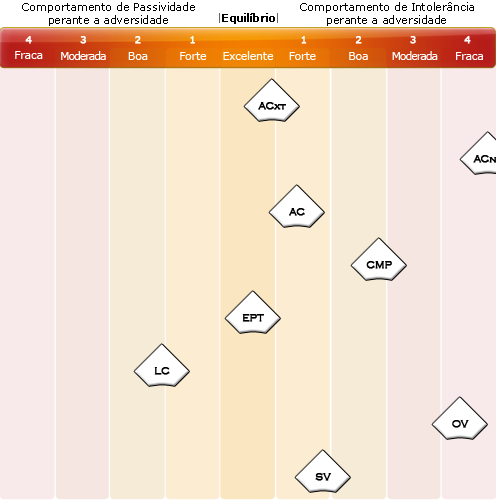 Comportamento de Passividade
perante a adversidade
|Equilíbrio|
Comportamento de Intolerância
perante a adversidade
4 3 2 1 1 2 3 4
Fraca Moderada Boa Forte Excelente Forte Boa Moderada Fraca
ACXT
ACN
AC
CMP
EPT
LC
OV
SV